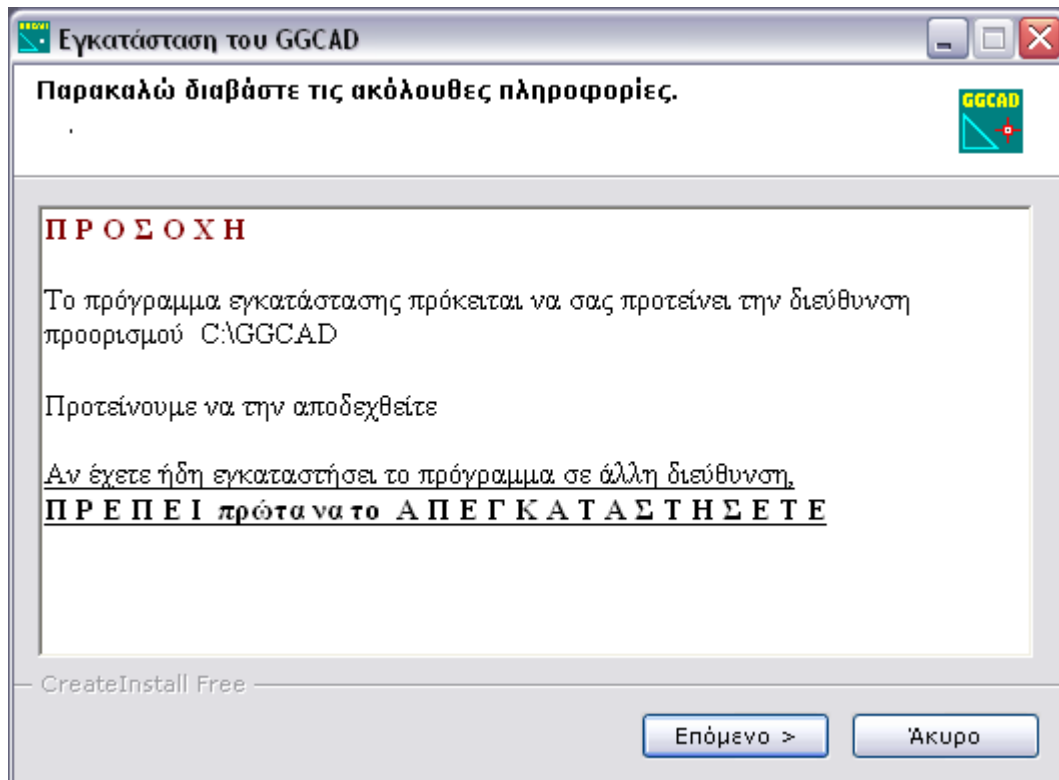 Εγκατάσταση του GGCAD
Παρακαλώ διαβάστε τις ακόλουθες πληροφορίες.
GGCAD
Π Ρ Ο Σ Ο Χ Η
Το πρόγραμμα εγκατάστασης πρόκειται να σας προτείνει την διεύθυνση
προορισμού C:\GGCAD
Προτείνουμε να την αποδεχθείτε
Αν έχετε ήδη εγκαταστήσει το πρόγραμμα σε άλλη διεύθυνση,
Π Ρ Ε Π Ε Ι πρώτα να το Α Π Ε Γ Κ Α Τ Α Σ Τ Η Σ Ε Τ Ε
CreateInstall Free
Επόμενο >
Άκυρο